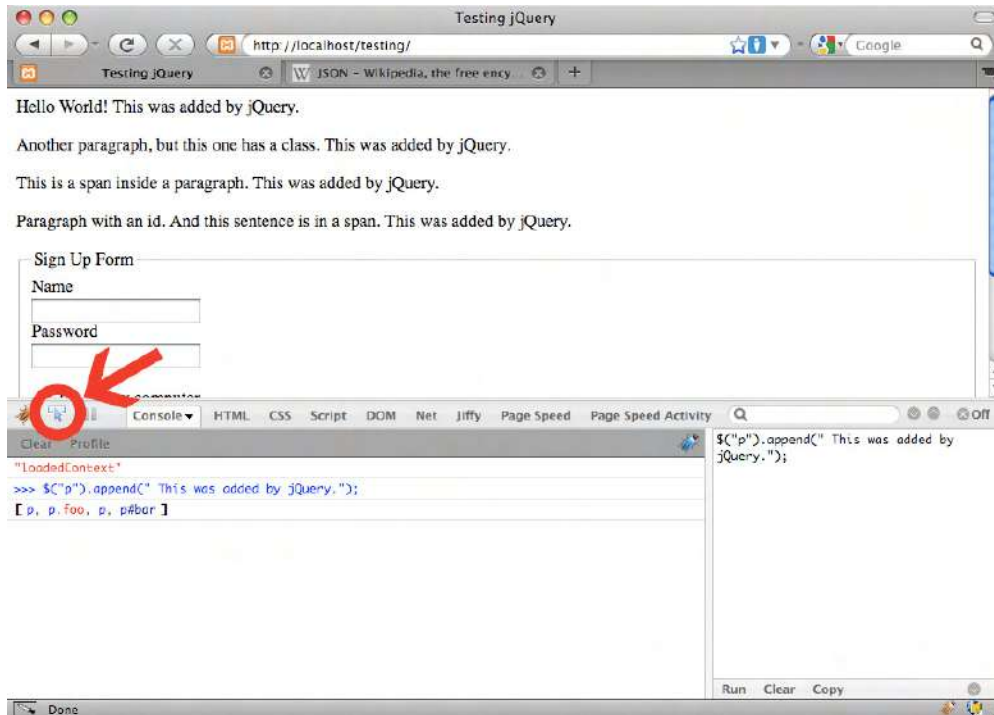 Testing jQuery
http://localhost/testing/
Google
Testing jQuery
JSON – Wikipedia, the free ency...
+
Hello World! This was added by jQuery.
Another paragraph, but this one has a class. This was added by jQuery.
This is a span inside a paragraph. This was added by jQuery.
Paragraph with an id. And this sentence is in a span. This was added by jQuery.
Sign Up Form
Name
Password
computer
Console HTML CSS Script DOM Net Jiffy Page Speed Page Speed Activity Off
Clear Profile
"loadedContext"
>>> $("p").append(" This was added by jQuery.");
[ p, p.foo, p, p#bar ]
$("p").append(" This was added by
jQuery.");
Run Clear Copy
Done